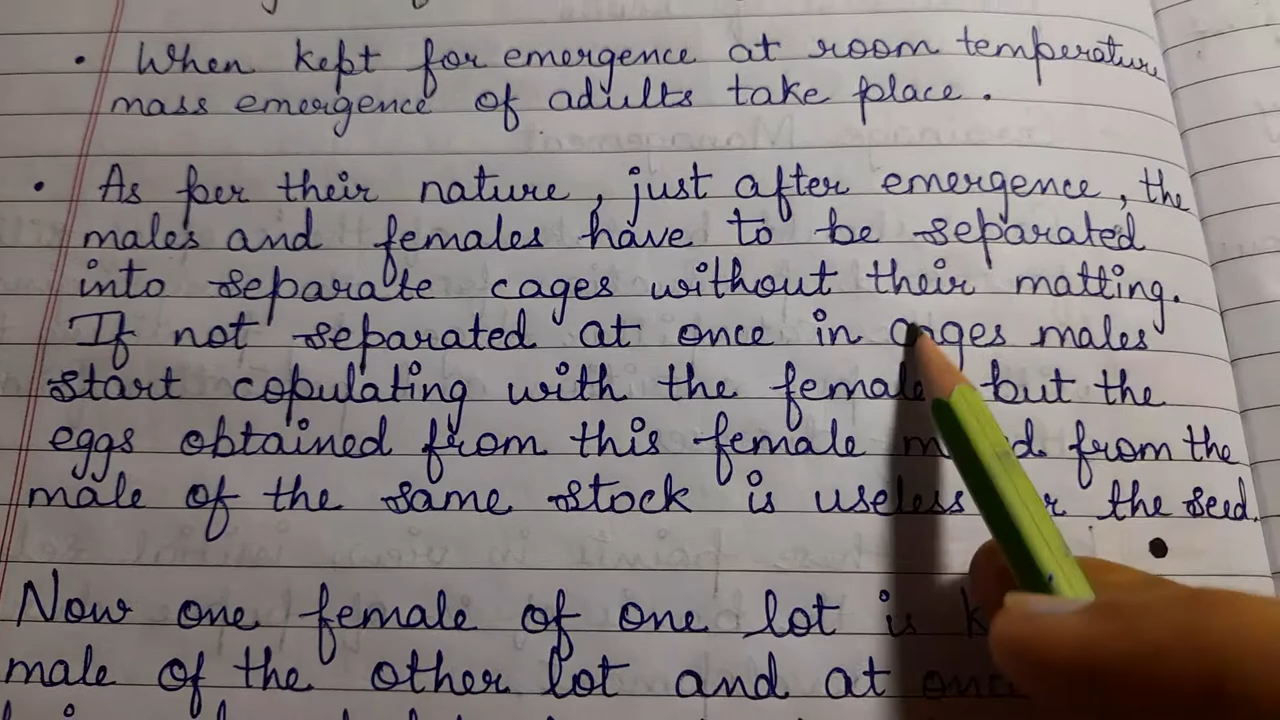 • When kept for emergence at room temperature
mass emergence of adults take place.
• As per their nature, just after emergence, the
males and females have to be separated
into separate cages without their matting.
If not separated at once in cages males
start copulating with the female but the
eggs obtained from this female from the
male of the same stock is useless the seed.
Now one female of one lot is
male of the other lot and at